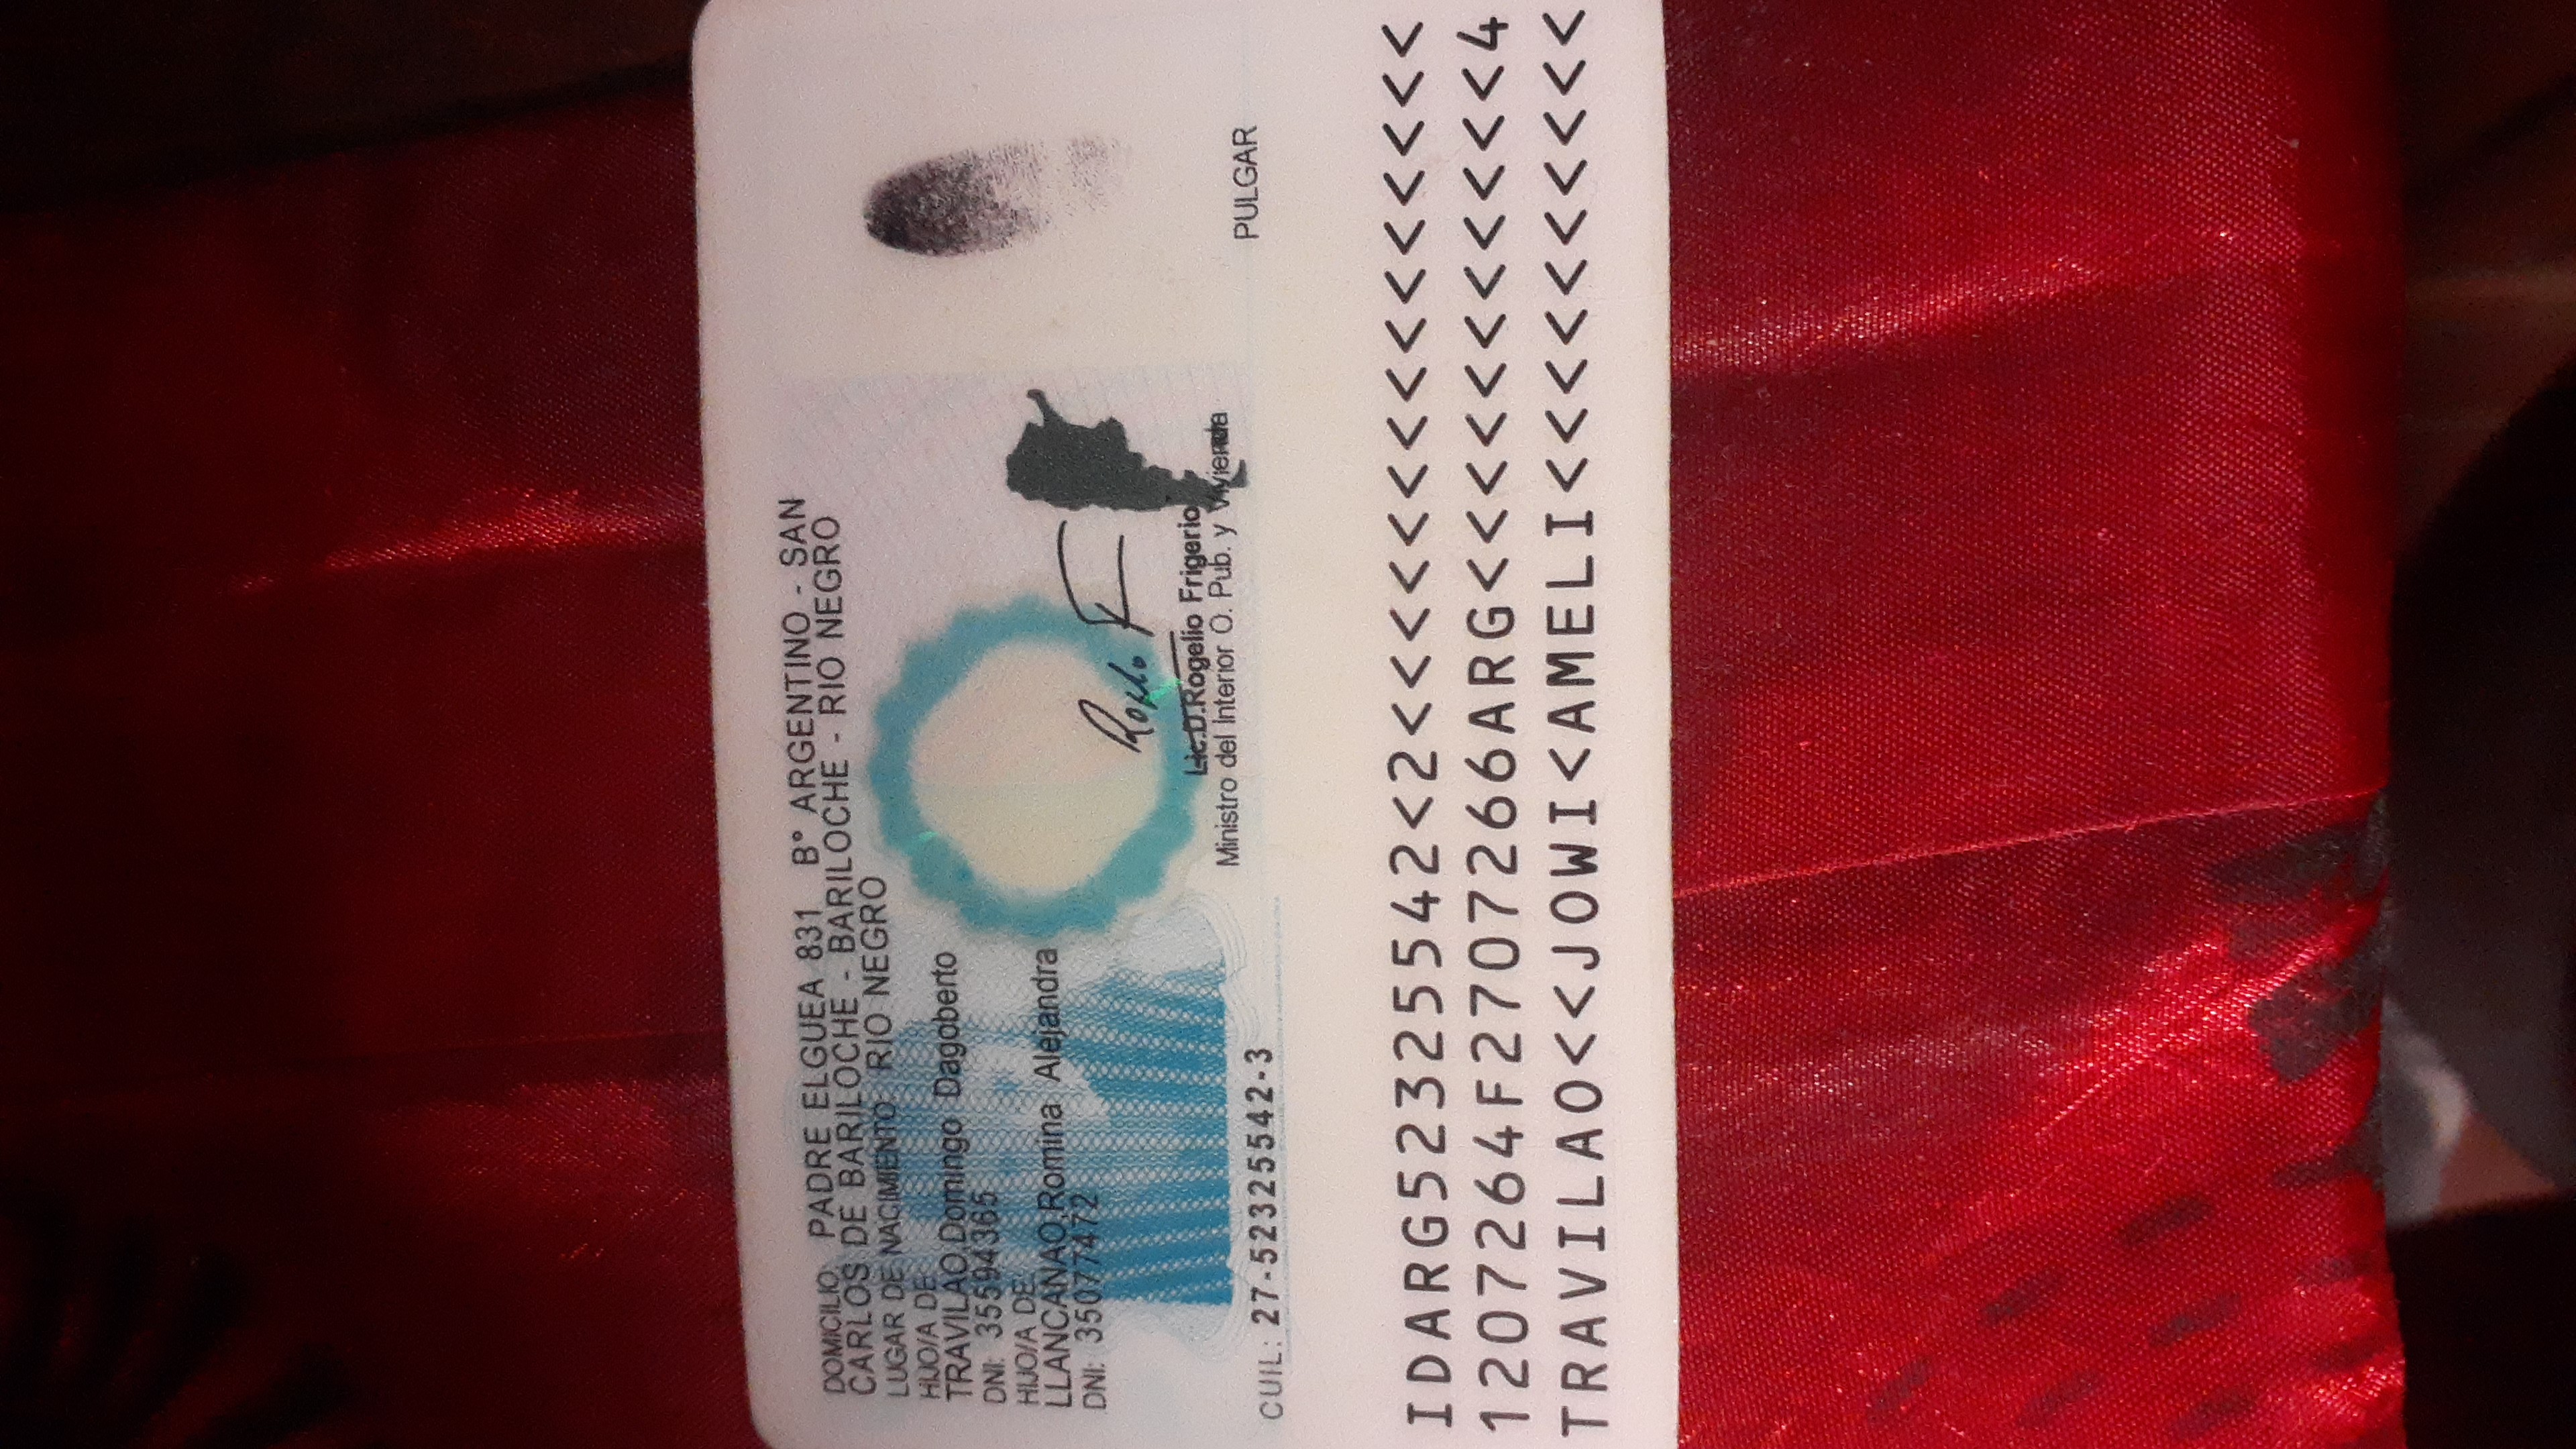 DOMICILIO: PADRE ELGUEA 831 B° ARGENTINO - SAN
CARLOS DE BARILOCHE - BARILOCHE - RIO NEGRO
LUGAR DE NACIMIENTO: RIO NEGRO
HIJO/A DE:
TRAVILAO,Domingo Dagoberto
DNI: 35594365
HIJO/A DE:
LLANCANAO,Romina Alejandra
DNI: 35077472
Lic.D.Rogelio Frigerio
Ministro del Interior O. Pub. y Vivienda
PULGAR
CUIL: 27-52325542-3
IDARG52325542<2<<<<<<<<<<<<<<<
1207264F2707266ARG<<<<<<<<<<<4
TRAVILAO<<JOWI<AMELI<<<<<<<<<<